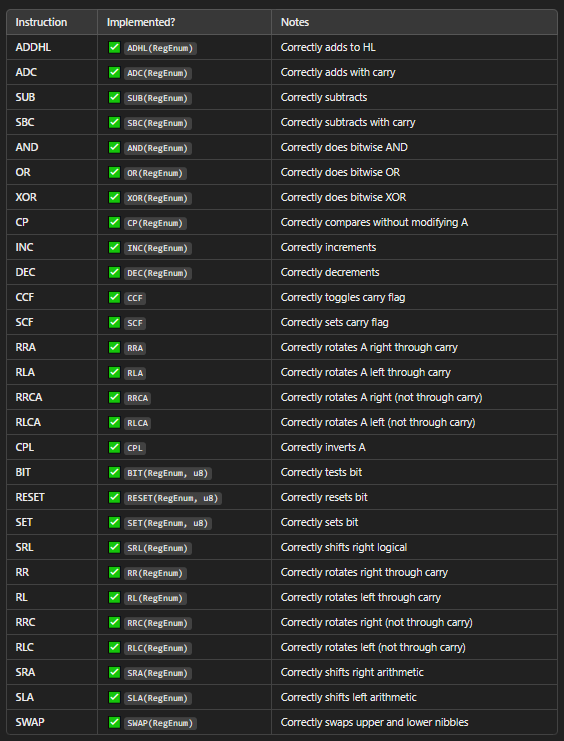 Instruction Implemented? Notes
ADDHL ✅ ADHL(RegEnum) Correctly adds to HL
ADC ✅ ADC(RegEnum) Correctly adds with carry
SUB ✅ SUB(RegEnum) Correctly subtracts
SBC ✅ SBC(RegEnum) Correctly subtracts with carry
AND ✅ AND(RegEnum) Correctly does bitwise AND
OR ✅ OR(RegEnum) Correctly does bitwise OR
XOR ✅ XOR(RegEnum) Correctly does bitwise XOR
CP ✅ CP(RegEnum) Correctly compares without modifying A
INC ✅ INC(RegEnum) Correctly increments
DEC ✅ DEC(RegEnum) Correctly decrements
CCF ✅ CCF Correctly toggles carry flag
SCF ✅ SCF Correctly sets carry flag
RRA ✅ RRA Correctly rotates A right through carry
RLA ✅ RLA Correctly rotates A left through carry
RRCA ✅ RRCA Correctly rotates A right (not through carry)
RLCA ✅ RLCA Correctly rotates A left (not through carry)
CPL ✅ CPL Correctly inverts A
BIT ✅ BIT(RegEnum, u8) Correctly tests bit
RESET ✅ RESET(RegEnum, u8) Correctly resets bit
SET ✅ SET(RegEnum, u8) Correctly sets bit
SRL ✅ SRL(RegEnum) Correctly shifts right logical
RR ✅ RR(RegEnum) Correctly rotates right through carry
RL ✅ RL(RegEnum) Correctly rotates left through carry
RRC ✅ RRC(RegEnum) Correctly rotates right (not through carry)
RLC ✅ RLC(RegEnum) Correctly rotates left (not through carry)
SRA ✅ SRA(RegEnum) Correctly shifts right arithmetic
SLA ✅ SLA(RegEnum) Correctly shifts left arithmetic
SWAP ✅ SWAP(RegEnum) Correctly swaps upper and lower nibbles